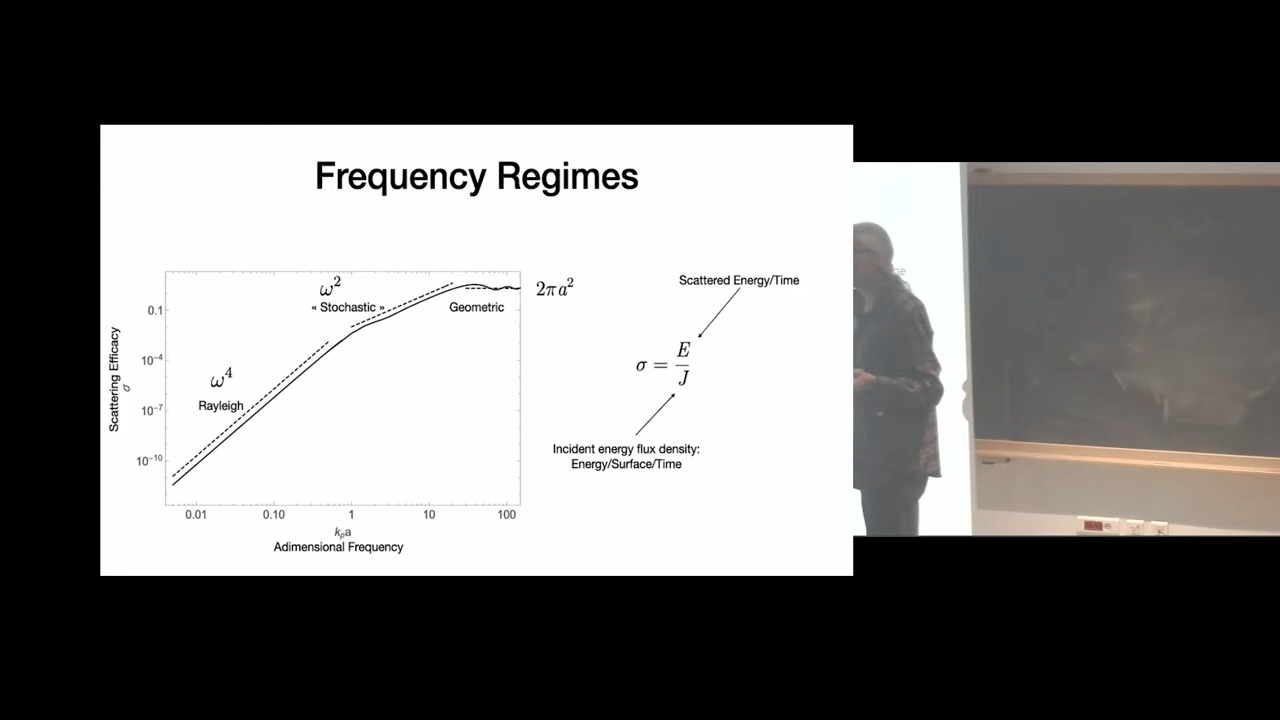 Frequency Regimes
ω²
« Stochastic »
Geometric
2πa²
ω⁴
Rayleigh
Scattering Efficacy
σ
0.1
10⁻⁴
10⁻⁷
10⁻¹⁰
0.01
0.10
1
10
100
kₚa
Adimensional Frequency
Scattered Energy/Time
σ = E/J
Incident energy flux density:
Energy/Surface/Time